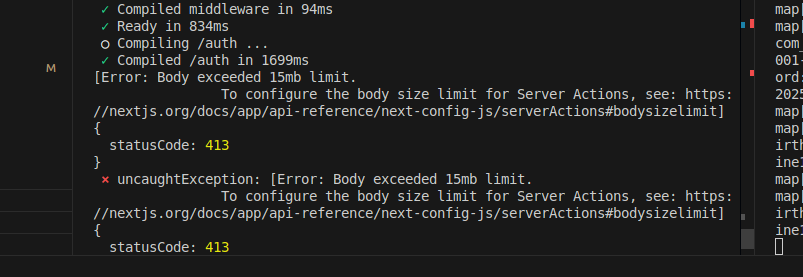 ✓ Compiled middleware in 94ms
✓ Ready in 834ms
○ Compiling /auth ...
✓ Compiled /auth in 1699ms
[Error: Body exceeded 15mb limit.
To configure the body size limit for Server Actions, see: https:
//nextjs.org/docs/app/api-reference/next-config-js/serverActions#bodysizelimit]
{
statusCode: 413
}
⨯ uncaughtException: [Error: Body exceeded 15mb limit.
To configure the body size limit for Server Actions, see: https:
//nextjs.org/docs/app/api-reference/next-config-js/serverActions#bodysizelimit]
{
statusCode: 413
M
map[
map[
com_
001-
ord:
2025
map[
map[
irth
ine1
map[
map[
irth
ine1